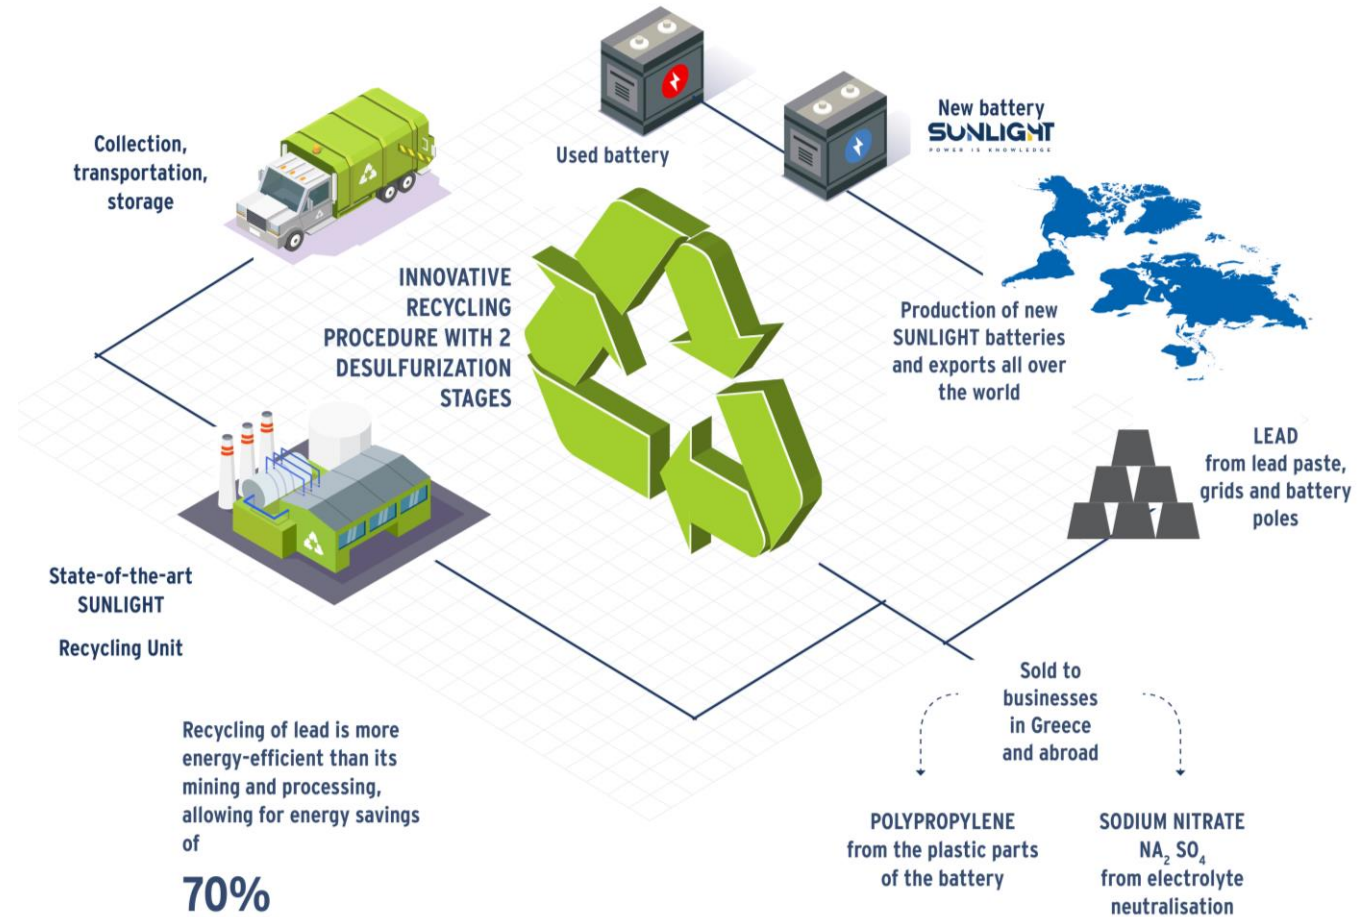 Collection,
transportation,
storage
Used battery
New battery
SUNLIGHT
POWER IS KNOWLEDGE
INNOVATIVE
RECYCLING
PROCEDURE WITH 2
DESULFURIZATION
STAGES
Production of new
SUNLIGHT batteries
and exports all over
the world
LEAD
from lead paste,
grids and battery
poles
State-of-the-art
SUNLIGHT
Recycling Unit
Sold to
businesses
in Greece
and abroad
Recycling of lead is more
energy-efficient than its
mining and processing,
allowing for energy savings
of
70%
POLYPROPYLENE
from the plastic parts
of the battery
SODIUM NITRATE
NA₂ SO₄
from electrolyte
neutralisation